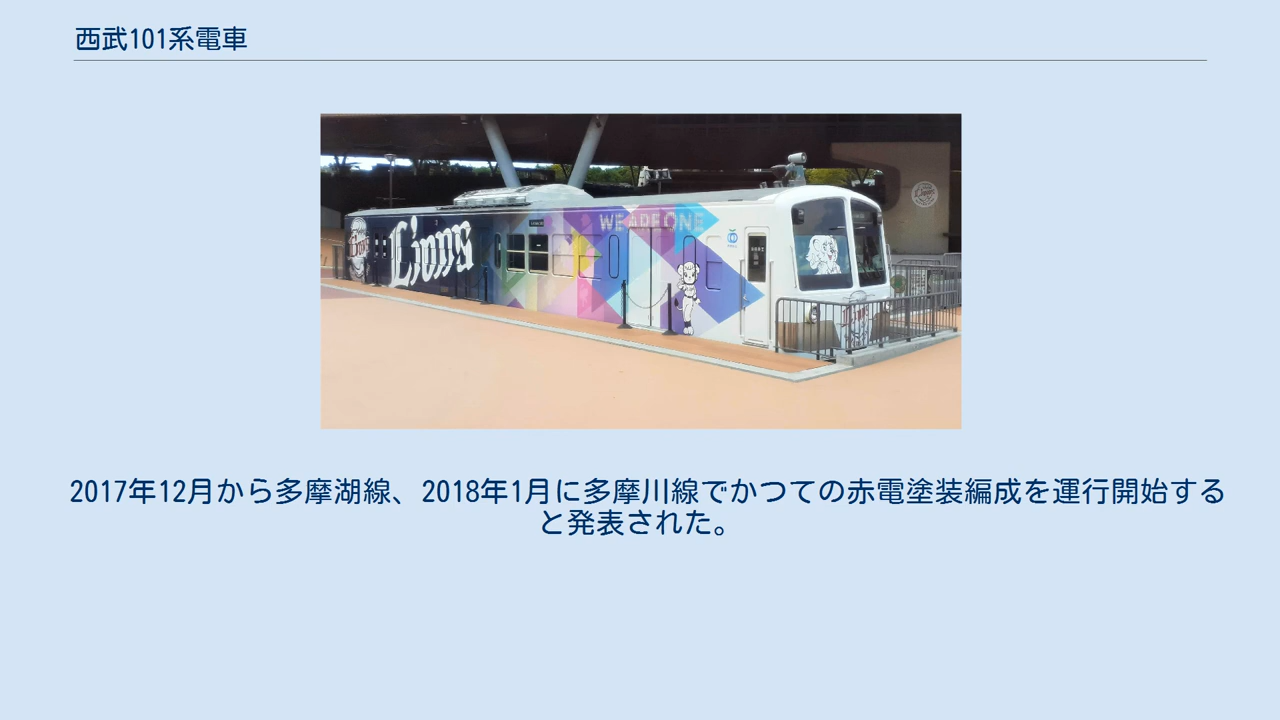 西武101系電車
WE ARE ONE
Lions
2017年12月から多摩湖線、2018年1月に多摩川線でかつての赤電塗装編成を運行開始する
と発表された。